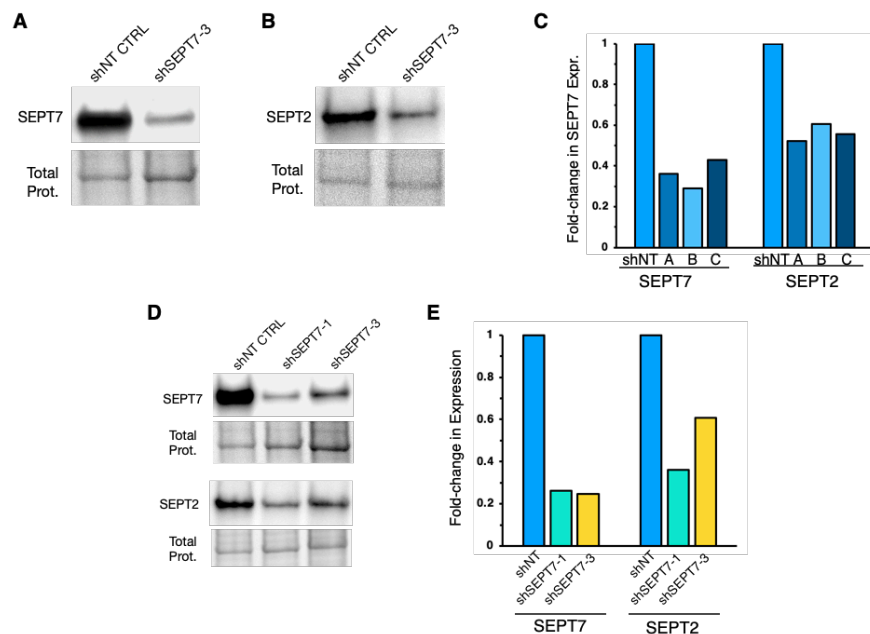 A
shNT CTRL
shSEPT7-3
SEPT7
Total
Prot.
B
shNT CTRL
shSEPT7-3
SEPT2
Total
Prot.
C
Fold-change in SEPT7 Expr.
1
0.8
0.6
0.4
0.2
0
shNT A B C
SEPT7
shNT A B C
SEPT2
D
shNT CTRL
shSEPT7-1
shSEPT7-3
SEPT7
Total
Prot.
SEPT2
Total
Prot.
E
Fold-change in Expression
1
0.8
0.6
0.4
0.2
0
shNT
shSEPT7-1
shSEPT7-3
SEPT7
shNT
shSEPT7-1
shSEPT7-3
SEPT2